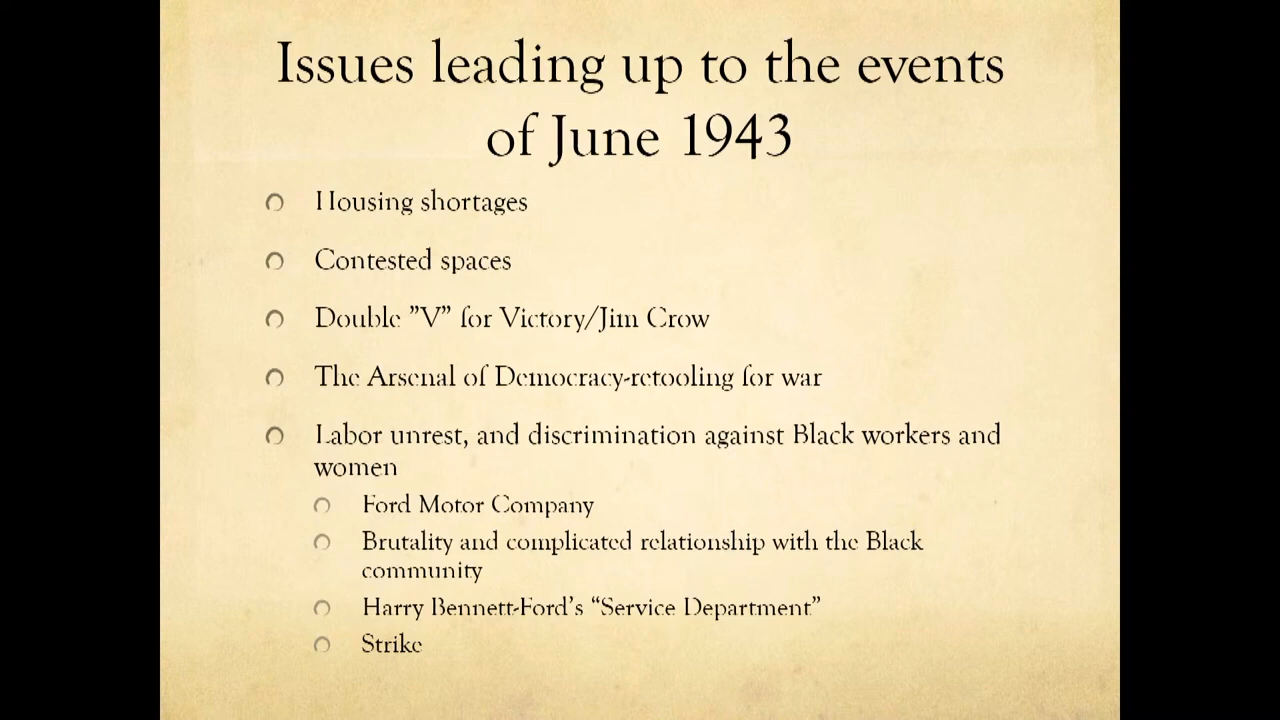 Issues leading up to the events
of June 1943
Housing shortages
Contested spaces
Double ”V” for Victory/Jim Crow
The Arsenal of Democracy-retooling for war
Labor unrest, and discrimination against Black workers and
women
Ford Motor Company
Brutality and complicated relationship with the Black
community
Harry Bennett-Ford’s “Service Department”
Strike